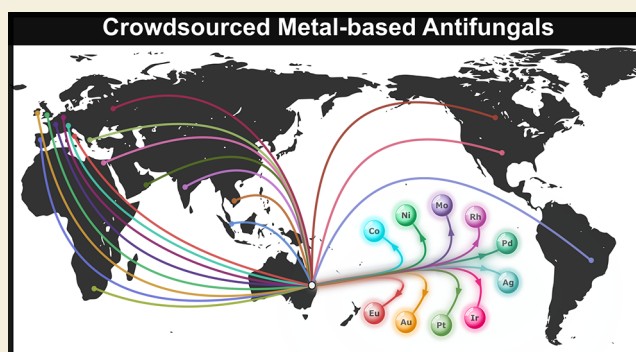 Crowdsourced Metal-based Antifungals
Co
Ni
Mo
Rh
Pd
Ag
Eu
Au
Pt
Ir